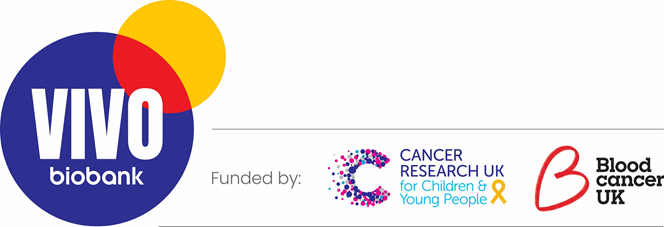 VIVO
biobank
Funded by:
CANCER
RESEARCH UK
for Children &
Young People
Blood
cancer
UK